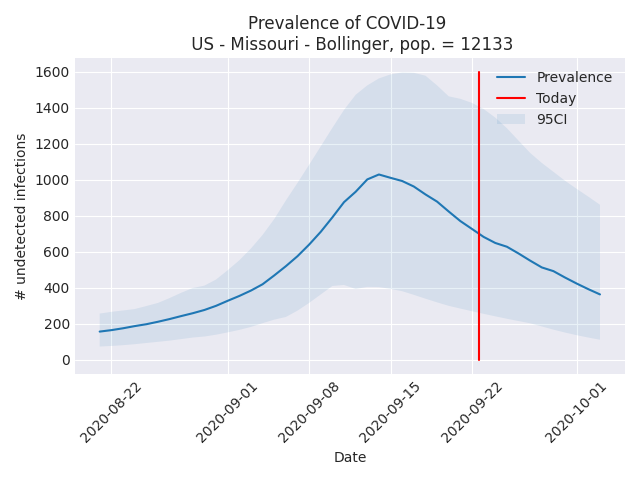 Prevalence of COVID-19
US - Missouri - Bollinger, pop. = 12133
Prevalence
Today
95CI
# undetected infections
1600
1400
1200
1000
800
600
400
200
0
2020-08-22
2020-09-01
2020-09-08
2020-09-15
2020-09-22
2020-10-01
Date